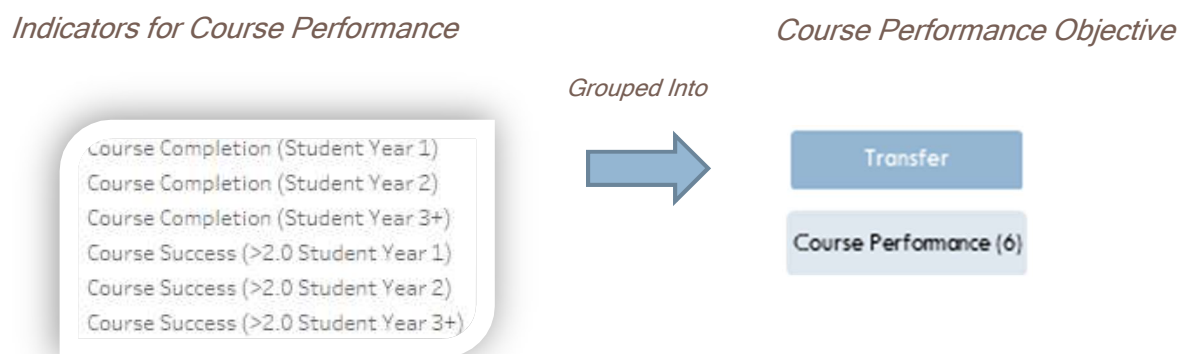 Indicators for Course Performance
Course Performance Objective
Grouped Into
Course Completion (Student Year 1)
Course Completion (Student Year 2)
Course Completion (Student Year 3+)
Course Success (>2.0 Student Year 1)
Course Success (>2.0 Student Year 2)
Course Success (>2.0 Student Year 3+)
Transfer
Course Performance (6)